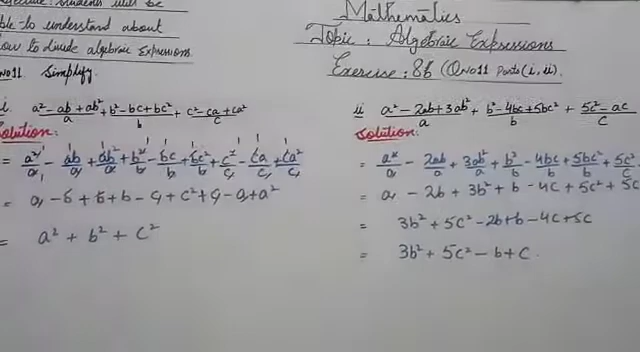 ble to understand about
how to divide algebraic expressions.
No11. Simplify.
i. a²-ab+ab²/a + b²-bc+bc²/b + c²-ca+ca²/c
Solution:
= a²/a - ab/a + ab²/a + b²/b - bc/b + bc²/b + c²/c - ca/c + ca²/c
= a - b + b² + b - c + c² + c - a + a²
= a² + b² + c²
Mathematics
Topic: Algebraic Expressions
Exercise: 8b (QNo11 Parts(i, ii).
ii a²-2ab+3ab²/a + b²-4bc+5bc²/b + 5c²-ac/c
Solution:
= a²/a - 2ab/a + 3ab²/a + b²/b - 4bc/b + 5bc²/b + 5c²/c
= a - 2b + 3b² + b - 4c + 5c² + 5c
= 3b² + 5c² - 2b + b - 4c + 5c
= 3b² + 5c² - b + c.